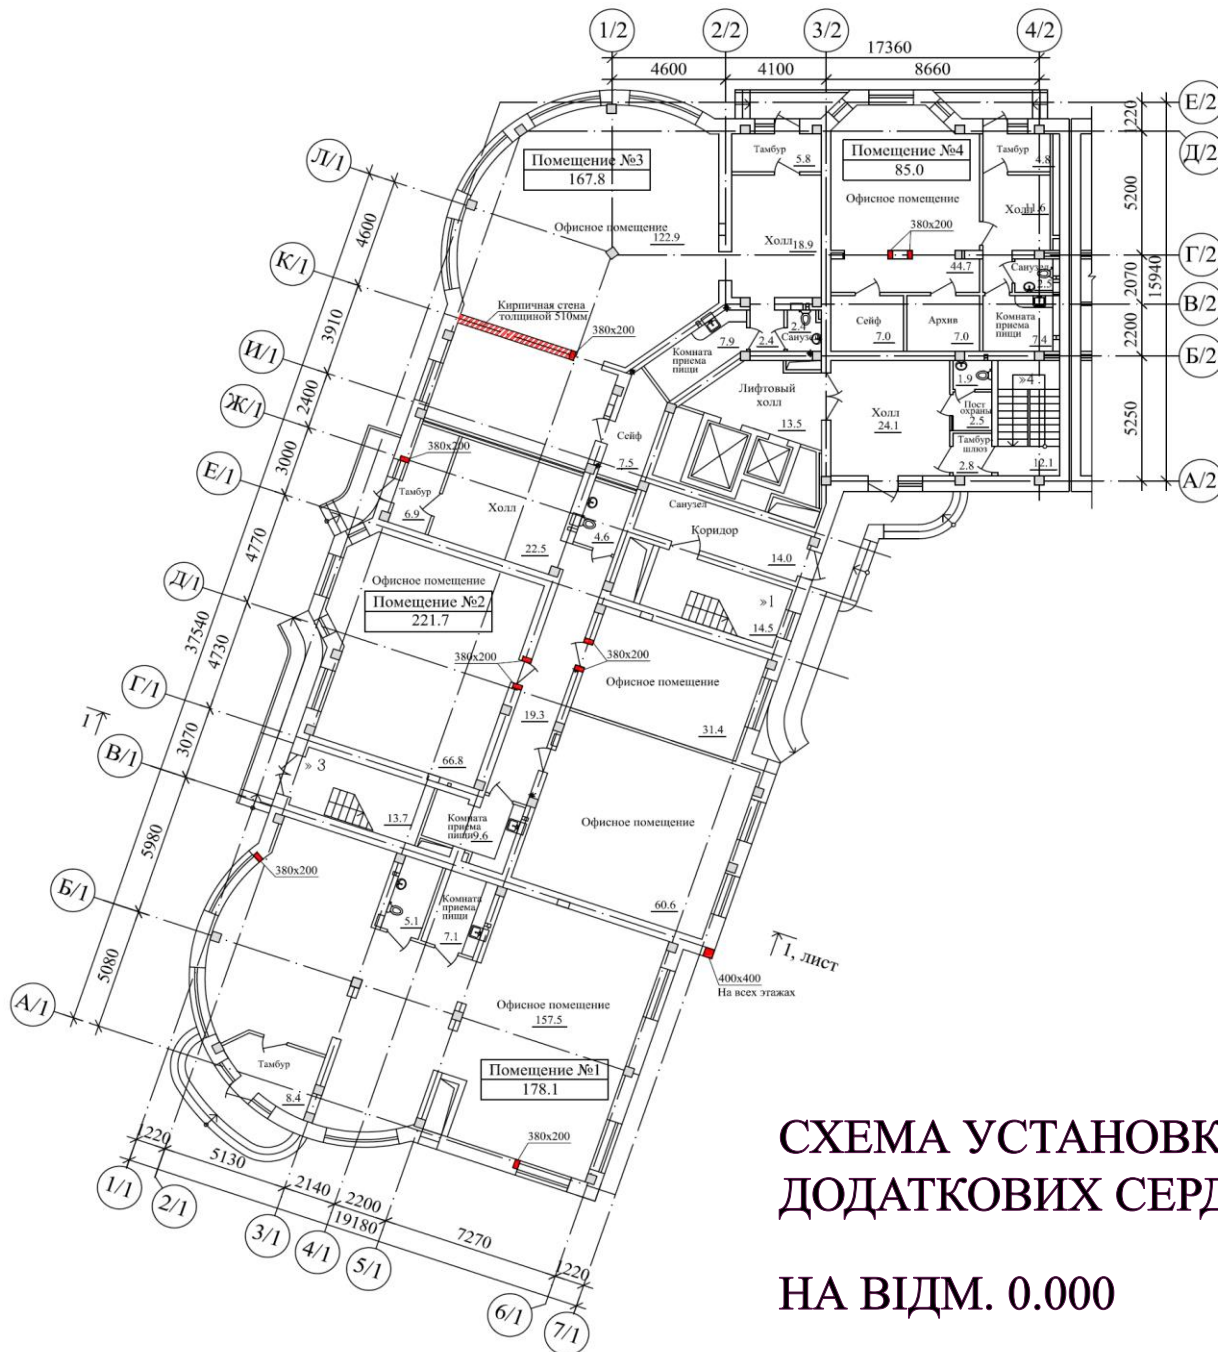 1/2
2/2
3/2
4/2
17360
4600
4100
8660
Е/2
1220
Д/2
5200
Г/2
2070
15940
В/2
2200
Б/2
5250
А/2
Л/1
К/1
И/1
Ж/1
Е/1
Д/1
Г/1
В/1
Б/1
А/1
4600
3910
2400
3000
4770
37540
4730
3070
5980
5080
Помещение №3
167.8
Офисное помещение
122.9
Тамбур
5.8
Холл
18.9
Помещение №4
85.0
Офисное помещение
380х200
44.7
Тамбур
4.8
Холл
11.6
Санузел
2.5
Кирпичная стена
толщиной 510мм
380х200
Комната
приема
пищи
7.9
2.4
2.4
Санузел
Сейф
7.0
Архив
7.0
Комната
приема
пищи
7.4
Лифтовый
холл
13.5
Холл
24.1
1.9
Пост
охраны
2.5
Тамбур-
шлюз
2.8
»4
12.1
380х200
Сейф
7.5
Тамбур
6.9
Холл
22.5
Санузел
4.6
Коридор
14.0
»1
14.5
Офисное помещение
Помещение №2
221.7
380х200
380х200
Офисное помещение
31.4
19.3
66.8
1
»3
13.7
Комната
приема
пищи
9.6
Офисное помещение
60.6
380х200
5.1
Комната
приема
пищи
7.1
1, лист
400х400
На всех этажах
Офисное помещение
157.5
Тамбур
8.4
Помещение №1
178.1
380х200
1220
5130
2140
2200
19180
7270
1220
1/1
2/1
3/1
4/1
5/1
6/1
7/1
СХЕМА УСТАНОВК
ДОДАТКОВИХ СЕРД
НА ВІДМ. 0.000